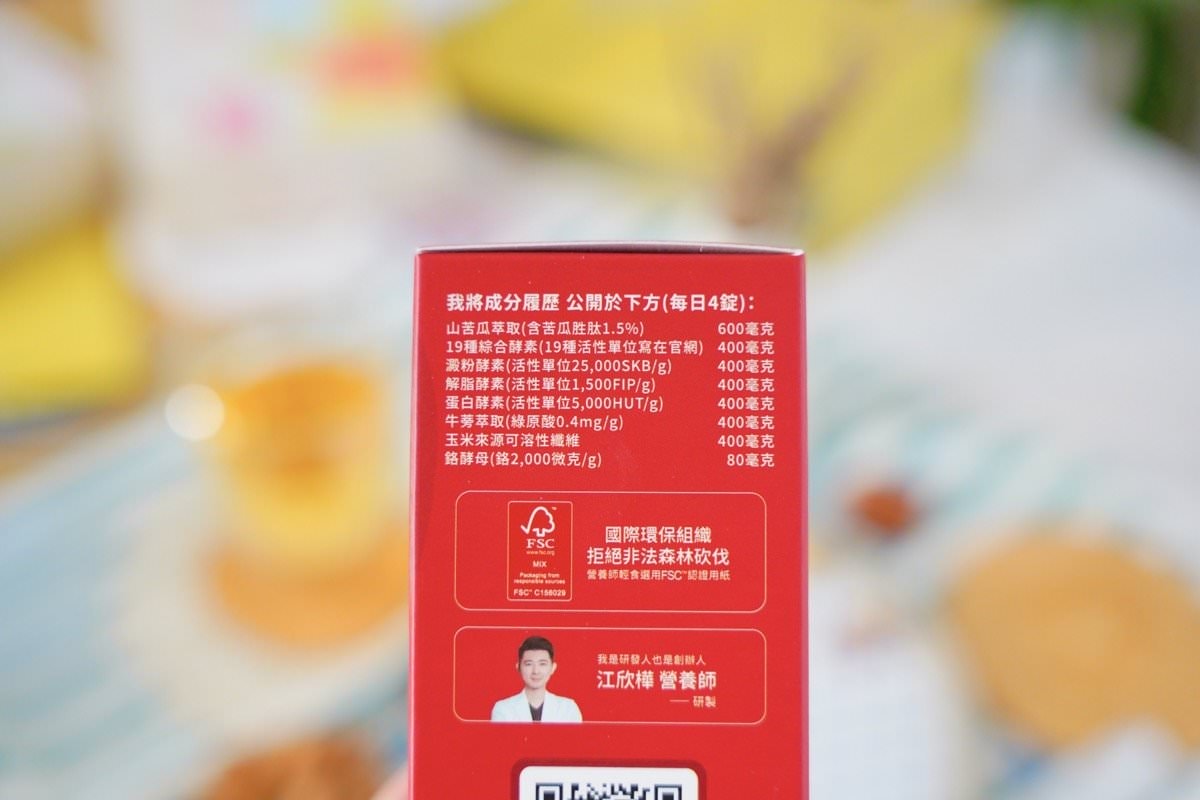 我將成分履歷 公開於下方(每日4錠):
山苦瓜萃取(含苦瓜胜肽1.5%) 600毫克
19種綜合酵素(19種活性單位寫在官網) 400毫克
澱粉酵素(活性單位25,000SKB/g) 400毫克
解脂酵素(活性單位1,500FIP/g) 400毫克
蛋白酵素(活性單位5,000HUT/g) 400毫克
牛蒡萃取(綠原酸0.4mg/g) 400毫克
玉米來源可溶性纖維 400毫克
鉻酵母(鉻2,000微克/g) 80毫克
FSC™
www.fsc.org
MIX
Packaging from
responsible sources
FSC™ C156029
國際環保組織
拒絕非法森林砍伐
營養師輕食選用FSC™認證用紙
我是研發人也是創辦人
江欣樺 營養師
── 研製